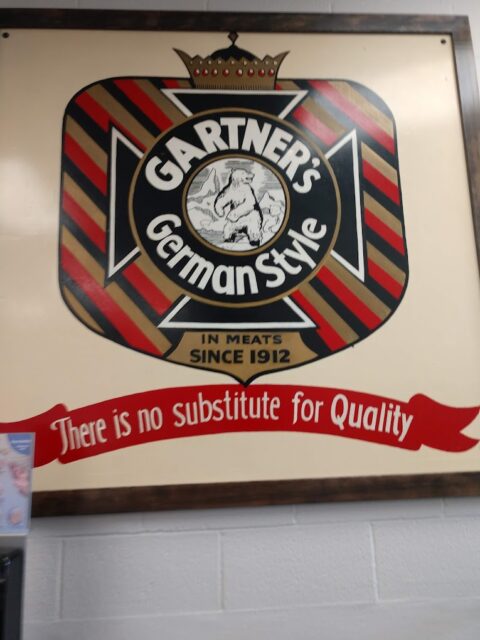 GARTNER'S
German Style
IN MEATS
SINCE 1912
There is no substitute for Quality